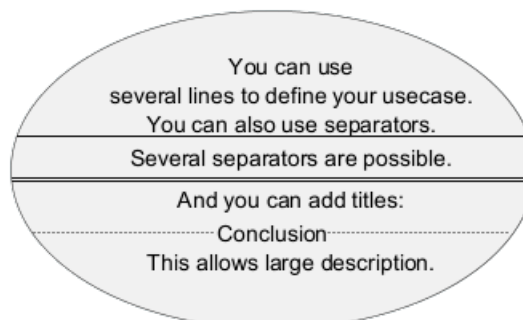 You can use
several lines to define your usecase.
You can also use separators.
Several separators are possible.
And you can add titles:
Conclusion
This allows large description.